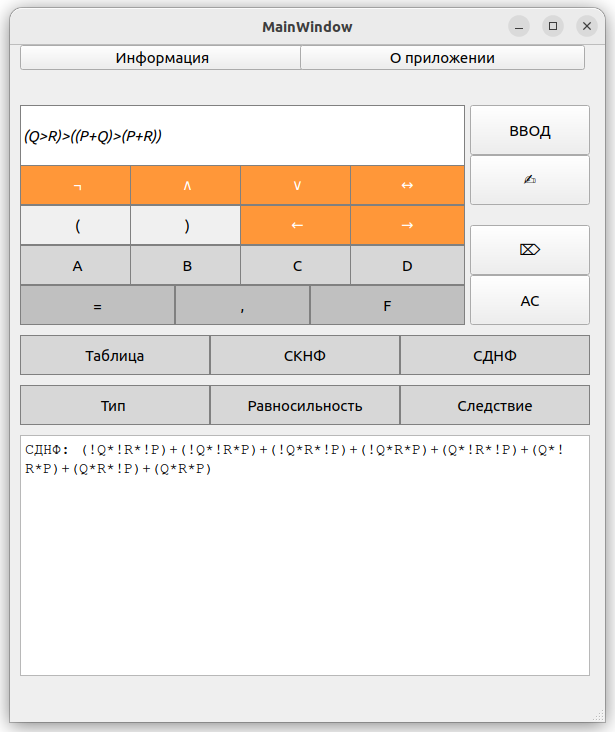 MainWindow
Информация
О приложении
(Q>R)>((P+Q)>(P+R))
ВВОД
✍
¬
∧
∨
↔
(
)
←
→
⌦
A
B
C
D
AC
=
,
F
Таблица
СКНФ
СДНФ
Тип
Равносильность
Следствие
СДНФ: (!Q*!R*!P)+(!Q*!R*P)+(!Q*R*!P)+(!Q*R*P)+(Q*!R*!P)+(Q*!
R*P)+(Q*R*!P)+(Q*R*P)